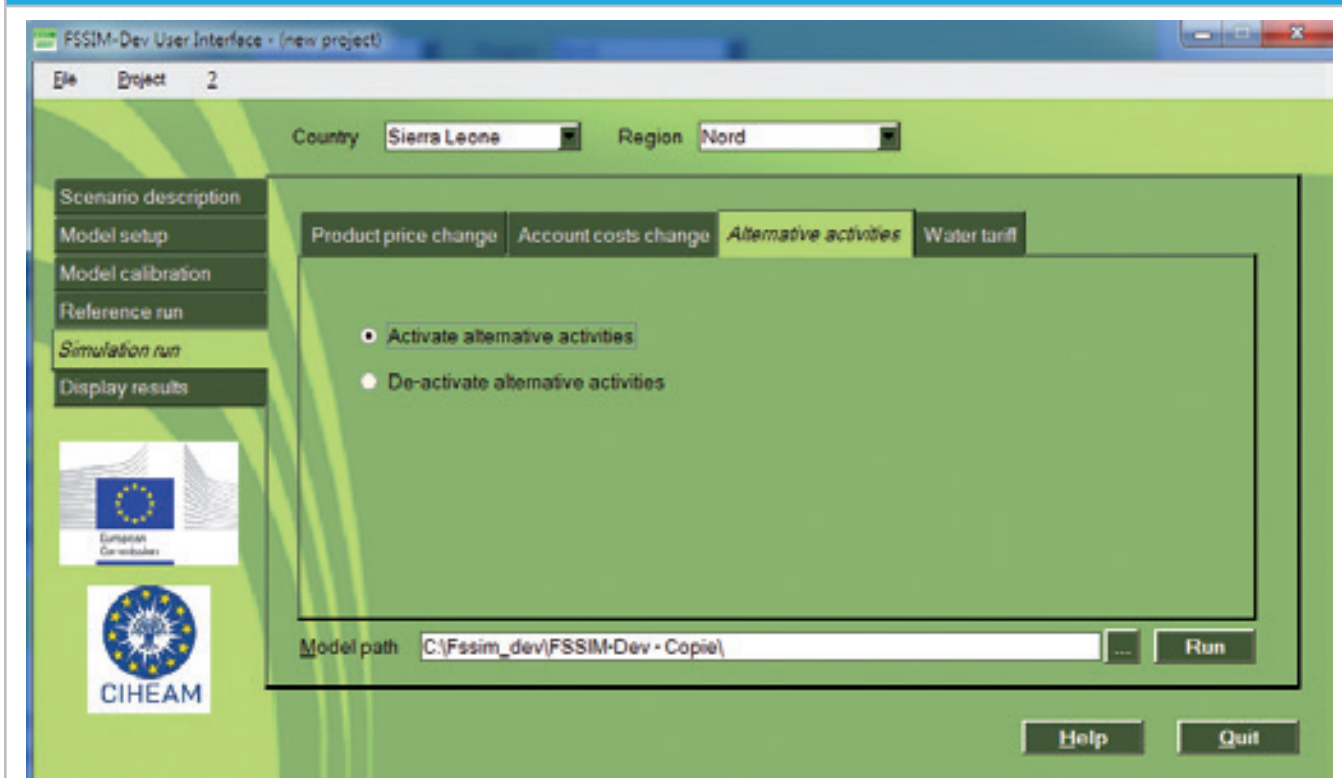 FSSIM-Dev User Interface - (new project)
File Project ?
Country Sierra Leone Region Nord
Scenario description
Model setup
Model calibration
Reference run
Simulation run
Display results
Product price change Account costs change Alternative activities Water tariff
Activate alternative activities
De-activate alternative activities
European
Commission
CIHEAM
Model path C:\Fssim_dev\FSSIM-Dev - Copie\ ... Run
Help Quit